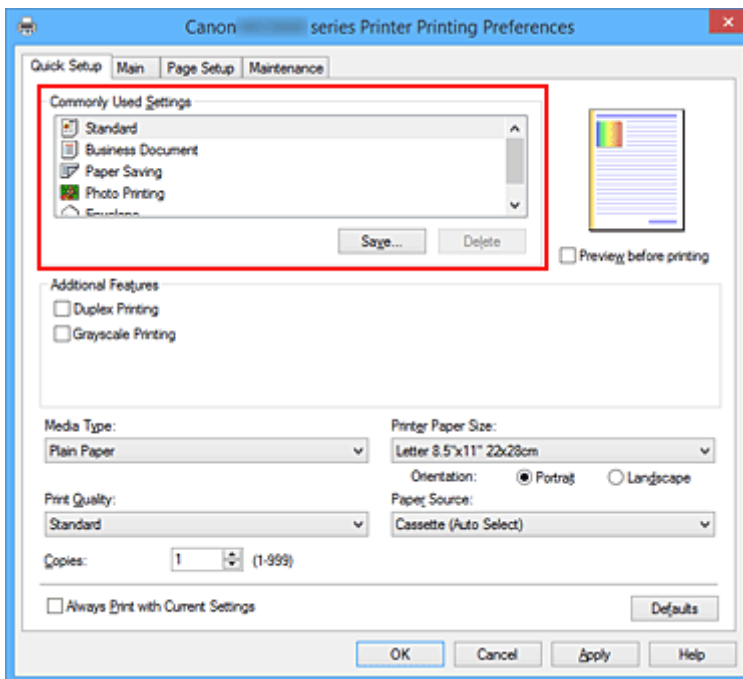 Canon series Printer Printing Preferences
Quick Setup Main Page Setup Maintenance
Commonly Used Settings
Standard
Business Document
Paper Saving
Photo Printing
Envelope
Save... Delete
Preview before printing
Additional Features
Duplex Printing
Grayscale Printing
Media Type:
Printer Paper Size:
Plain Paper
Letter 8.5"x11" 22x28cm
Orientation: Portrait Landscape
Print Quality:
Paper Source:
Standard
Cassette (Auto Select)
Copies: 1 (1-999)
Always Print with Current Settings
Defaults
OK Cancel Apply Help